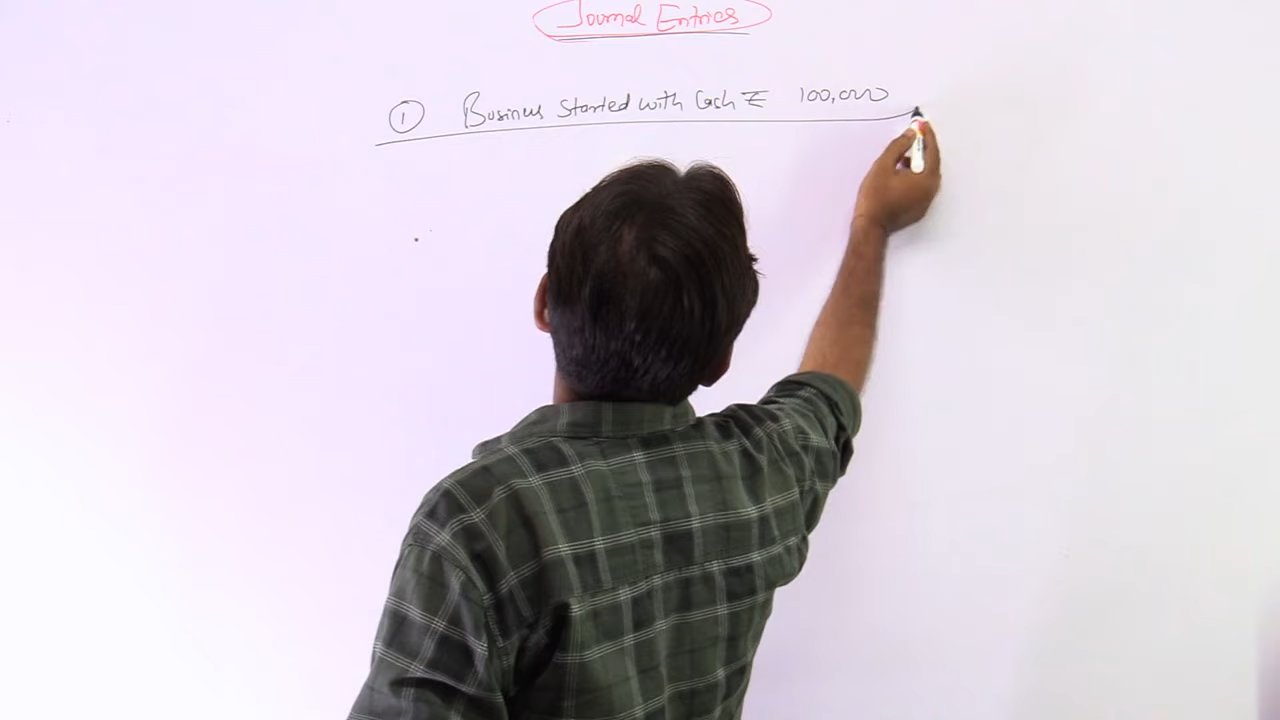 Journal Entries
① Business Started with Cash ₹ 100,000